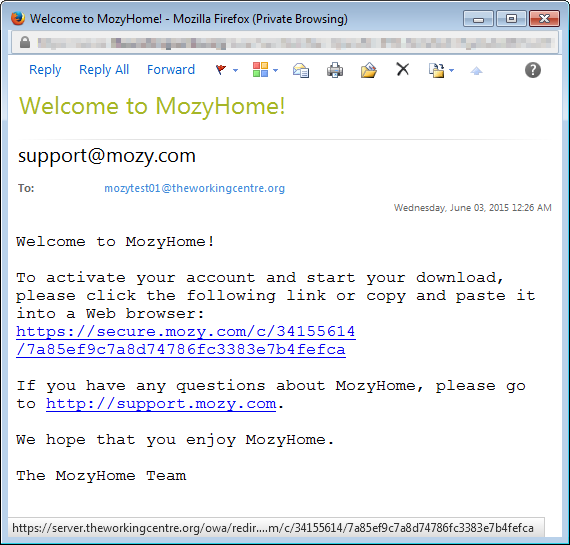 Welcome to MozyHome! - Mozilla Firefox (Private Browsing)
Reply Reply All Forward
Welcome to MozyHome!
support@mozy.com
To: mozytest01@theworkingcentre.org
Wednesday, June 03, 2015 12:26 AM
Welcome to MozyHome!
To activate your account and start your download,
please click the following link or copy and paste it
into a Web browser:
https://secure.mozy.com/c/34155614
/7a85ef9c7a8d74786fc3383e7b4fefca
If you have any questions about MozyHome, please go
to http://support.mozy.com.
We hope that you enjoy MozyHome.
The MozyHome Team
https://server.theworkingcentre.org/owa/redir....m/c/34155614/7a85ef9c7a8d74786fc3383e7b4fefca